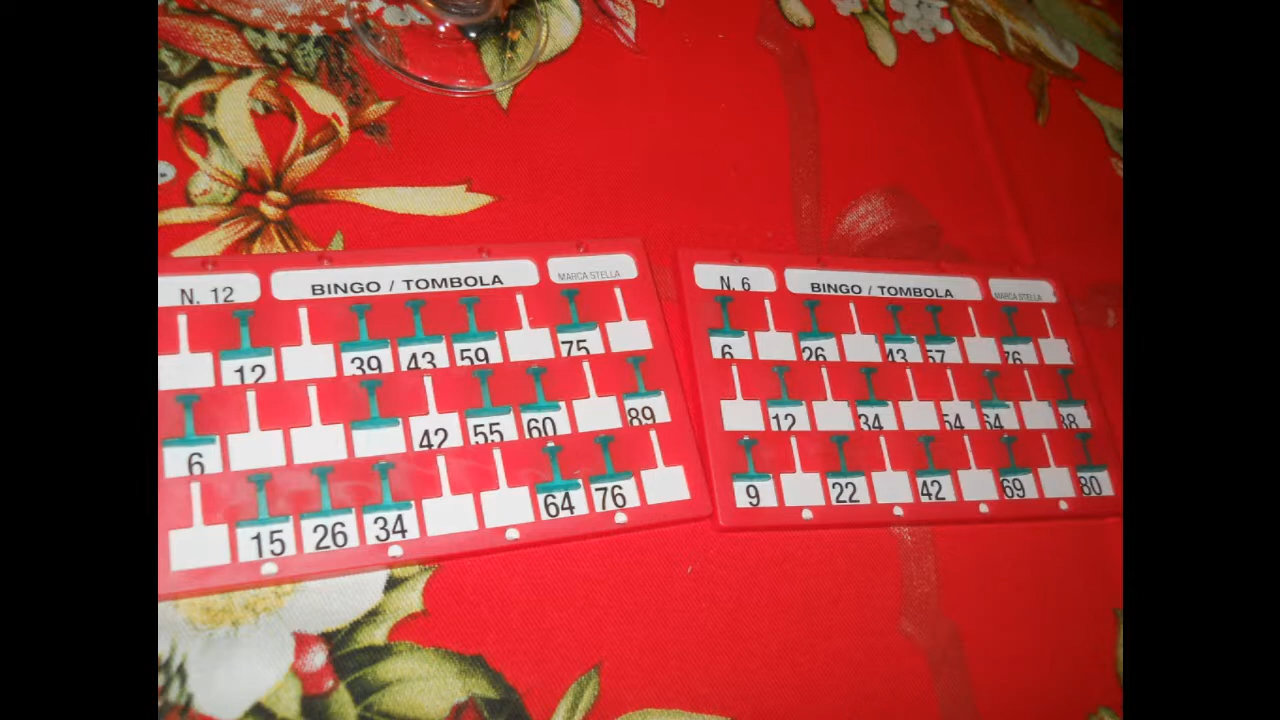 N. 12 BINGO / TOMBOLA MARCA STELLA
12 39 43 59 75
6 42 55 60 89
15 26 34 64 76
N. 6 BINGO / TOMBOLA MARCA STELLA
6 26 43 57 76
12 34 54 64 88
9 22 42 69 80